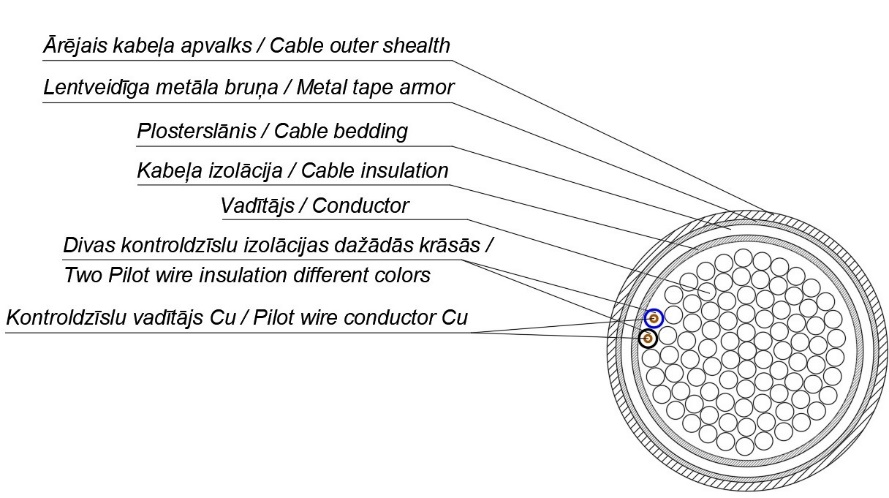 Ārējais kabeļa apvalks / Cable outer shealth
Lentveidīga metāla bruņa / Metal tape armor
Plosterslānis / Cable bedding
Kabeļa izolācija / Cable insulation
Vadītājs / Conductor
Divas kontroldzīslu izolācijas dažādās krāsās /
Two Pilot wire insulation different colors
Kontroldzīslu vadītājs Cu / Pilot wire conductor Cu